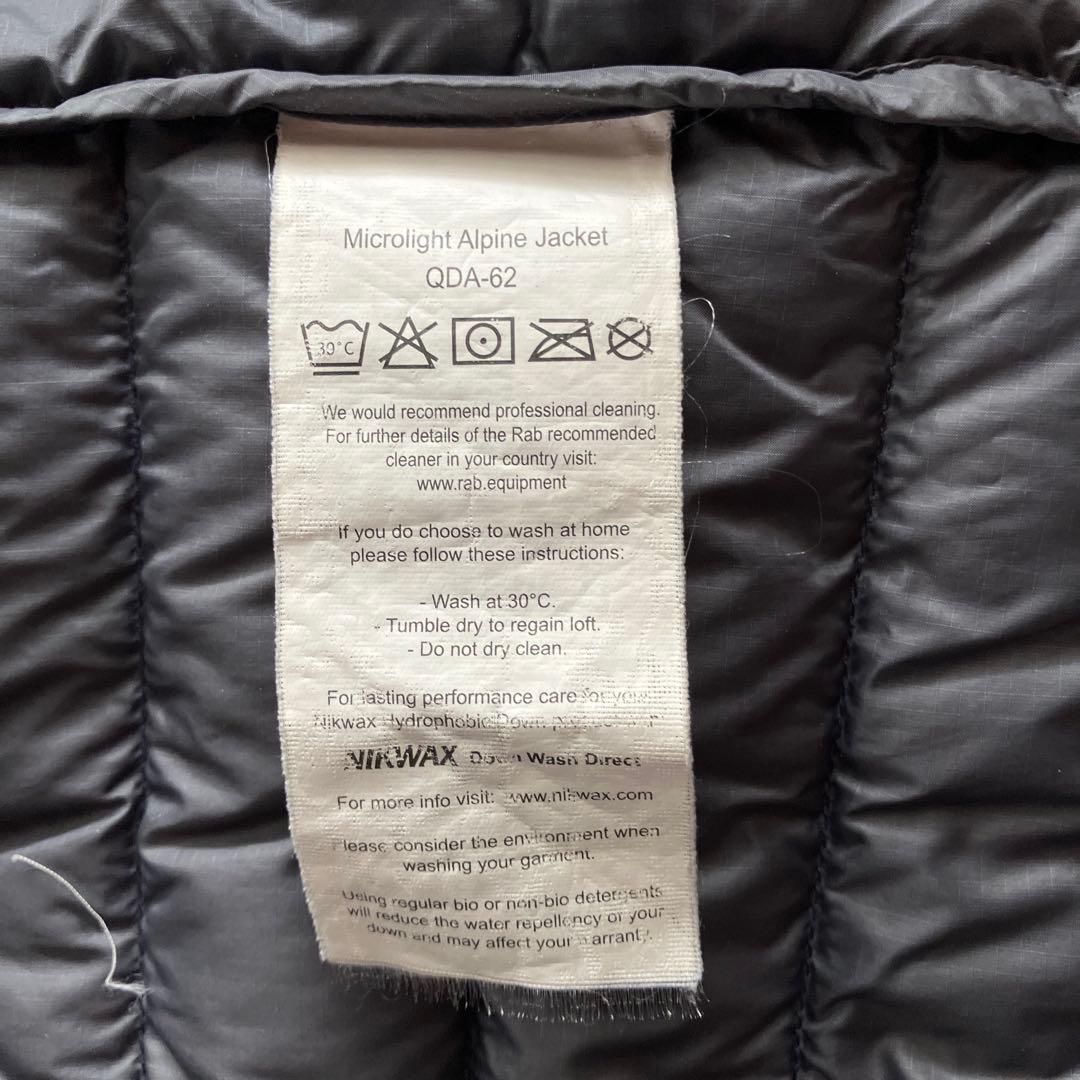 Microlight Alpine Jacket
QDA-62
30°C
We would recommend professional cleaning.
For further details of the Rab recommended
cleaner in your country visit:
www.rab.equipment
If you do choose to wash at home
please follow these instructions:
- Wash at 30°C.
- Tumble dry to regain loft.
- Do not dry clean.
For lasting performance care for your
Nikwax Hydrophobic Down
NIKWAX Down Wash Direct
For more info visit: www.nikwax.com
Please consider the environment when
washing your garment.
Using regular bio or non-bio detergents
will reduce the water repellency of your
down and may affect your warranty.